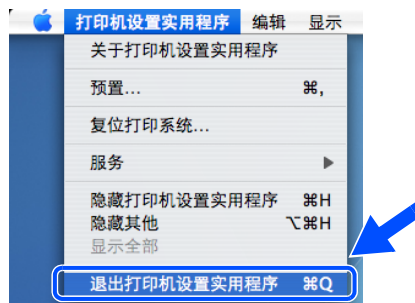 打印机设置实用程序 编辑 显示
关于打印机设置实用程序
预置... ⌘,
复位打印系统...
服务 ▶
隐藏打印机设置实用程序 ⌘H
隐藏其他 ⌥⌘H
显示全部
退出打印机设置实用程序 ⌘Q